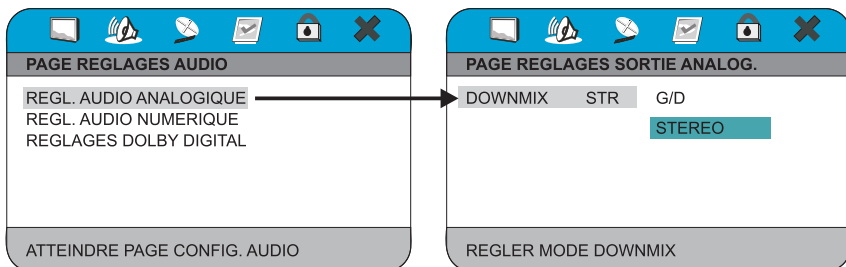 PAGE REGLAGES AUDIO
REGL. AUDIO ANALOGIQUE
REGL. AUDIO NUMERIQUE
REGLAGES DOLBY DIGITAL
ATTEINDRE PAGE CONFIG. AUDIO
PAGE REGLAGES SORTIE ANALOG.
DOWNMIX STR G/D
STEREO
REGLER MODE DOWNMIX